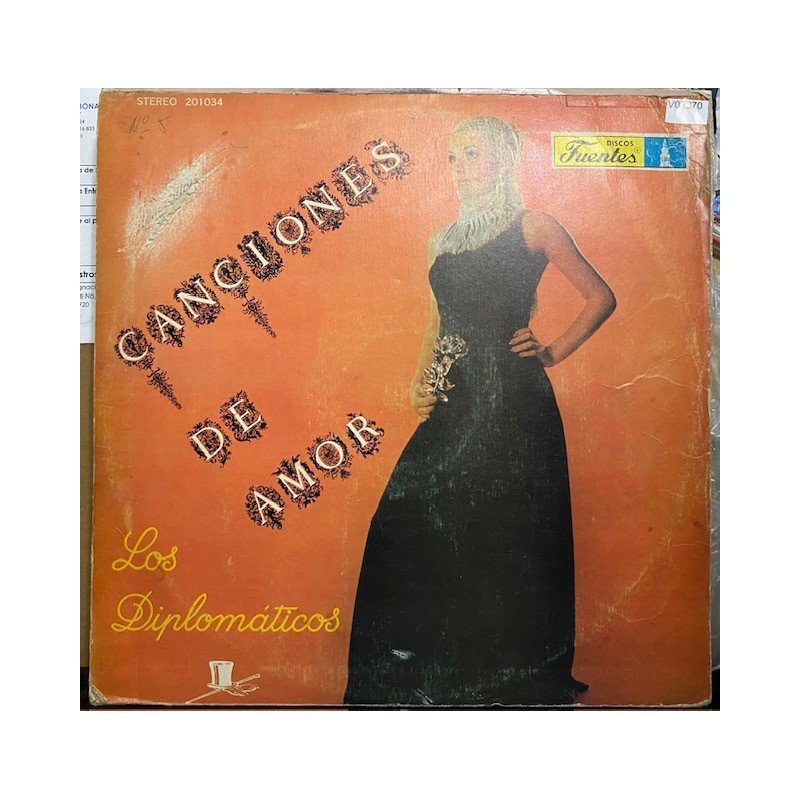 STEREO 201034
Nº 5
DISCOS
Fuentes
CANCIONES
DE
AMOR
Los
Diplomáticos